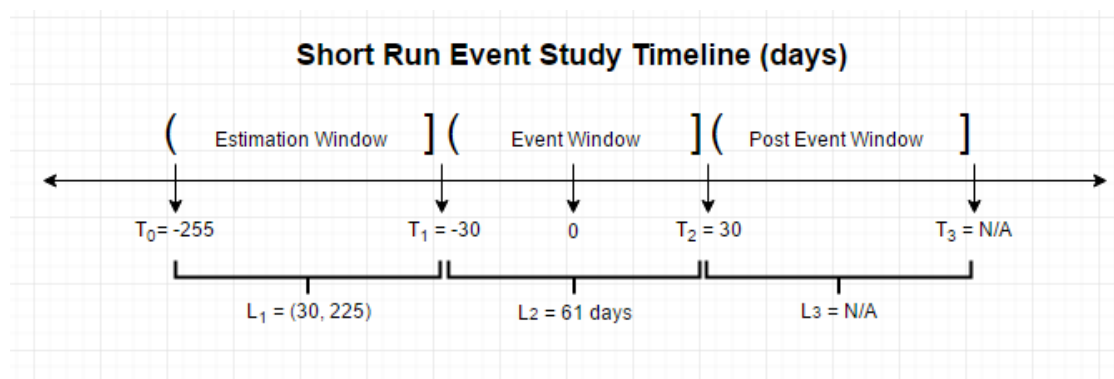 Short Run Event Study Timeline (days)
( Estimation Window ] ( Event Window ] ( Post Event Window ]
T₀= -255 T₁ = -30 0 T₂ = 30 T₃ = N/A
L₁ = (30, 225) L2 = 61 days L3 = N/A